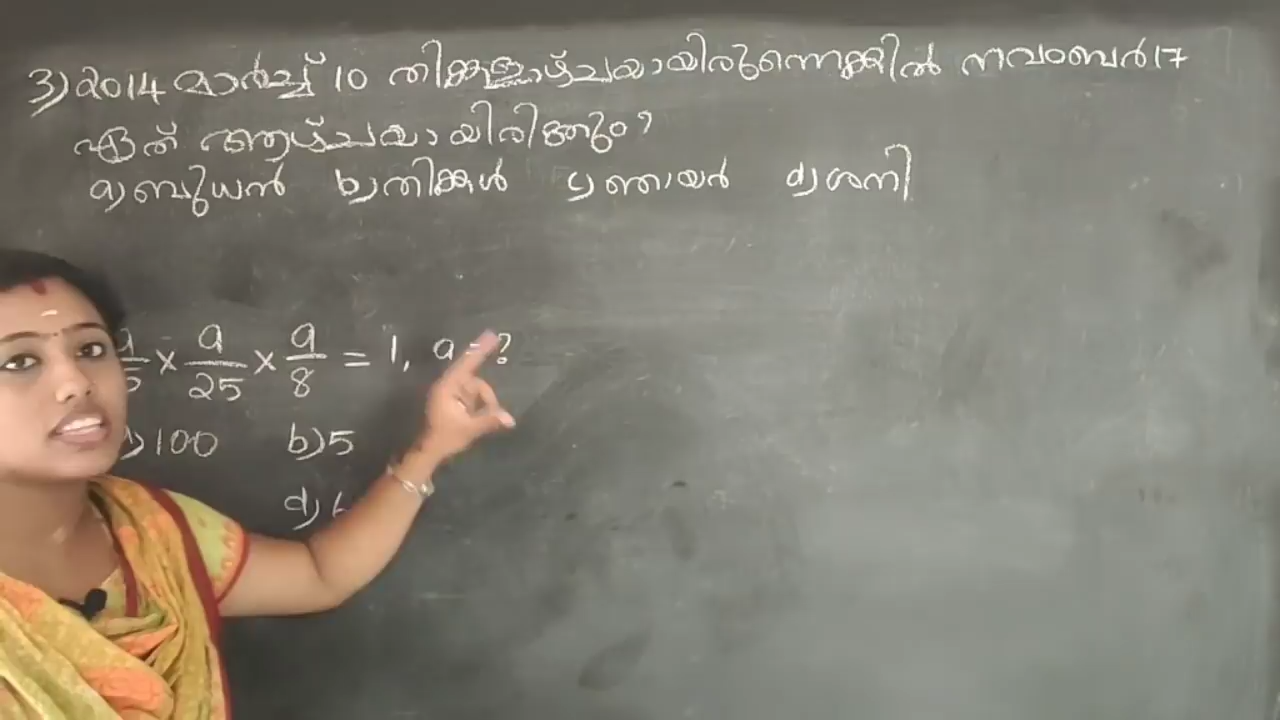 3) 2014 മാർച്ച് 10 തിങ്കളാഴ്ചയായിരുന്നെങ്കിൽ നവംബർ 17
ഏത് ആഴ്ചയായിരിക്കും?
a) ബുധൻ b) തിങ്കൾ c) ഞായർ d) ശനി
a/5 × a/25 × a/8 = 1, a = ?
a) 100 b) 5
d)